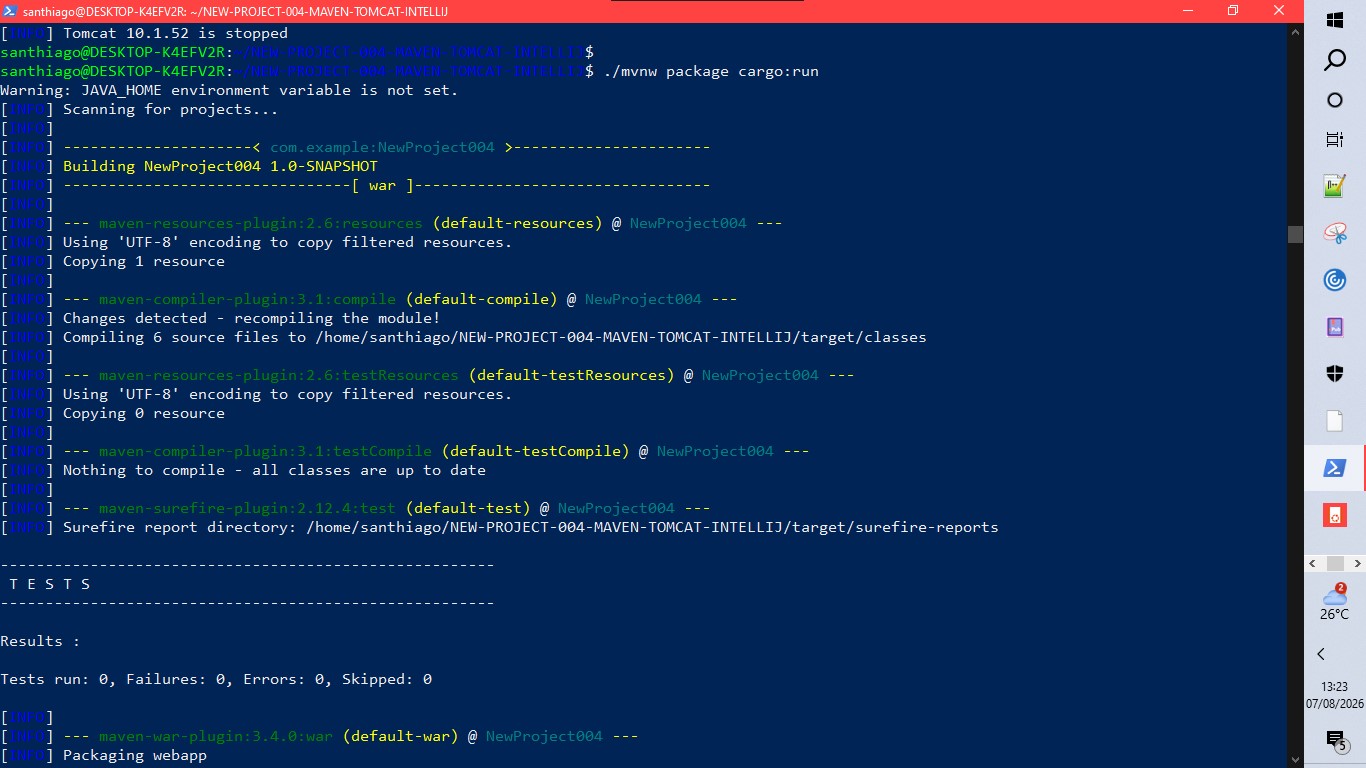 santhiago@DESKTOP-K4EFV2R: ~/NEW-PROJECT-004-MAVEN-TOMCAT-INTELLIJ
[INFO] Tomcat 10.1.52 is stopped
santhiago@DESKTOP-K4EFV2R:~/NEW-PROJECT-004-MAVEN-TOMCAT-INTELLIJ$
santhiago@DESKTOP-K4EFV2R:~/NEW-PROJECT-004-MAVEN-TOMCAT-INTELLIJ$ ./mvnw package cargo:run
Warning: JAVA_HOME environment variable is not set.
[INFO] Scanning for projects...
[INFO]
[INFO] ---------------------< com.example:NewProject004 >----------------------
[INFO] Building NewProject004 1.0-SNAPSHOT
[INFO] --------------------------------[ war ]---------------------------------
[INFO]
[INFO] --- maven-resources-plugin:2.6:resources (default-resources) @ NewProject004 ---
[INFO] Using 'UTF-8' encoding to copy filtered resources.
[INFO] Copying 1 resource
[INFO]
[INFO] --- maven-compiler-plugin:3.1:compile (default-compile) @ NewProject004 ---
[INFO] Changes detected - recompiling the module!
[INFO] Compiling 6 source files to /home/santhiago/NEW-PROJECT-004-MAVEN-TOMCAT-INTELLIJ/target/classes
[INFO]
[INFO] --- maven-resources-plugin:2.6:testResources (default-testResources) @ NewProject004 ---
[INFO] Using 'UTF-8' encoding to copy filtered resources.
[INFO] Copying 0 resource
[INFO]
[INFO] --- maven-compiler-plugin:3.1:testCompile (default-testCompile) @ NewProject004 ---
[INFO] Nothing to compile - all classes are up to date
[INFO]
[INFO] --- maven-surefire-plugin:2.12.4:test (default-test) @ NewProject004 ---
[INFO] Surefire report directory: /home/santhiago/NEW-PROJECT-004-MAVEN-TOMCAT-INTELLIJ/target/surefire-reports
-------------------------------------------------------
T E S T S
-------------------------------------------------------
Results :
Tests run: 0, Failures: 0, Errors: 0, Skipped: 0
[INFO]
[INFO] --- maven-war-plugin:3.4.0:war (default-war) @ NewProject004 ---
[INFO] Packaging webapp
2
26°C
13:23
07/08/2026
5